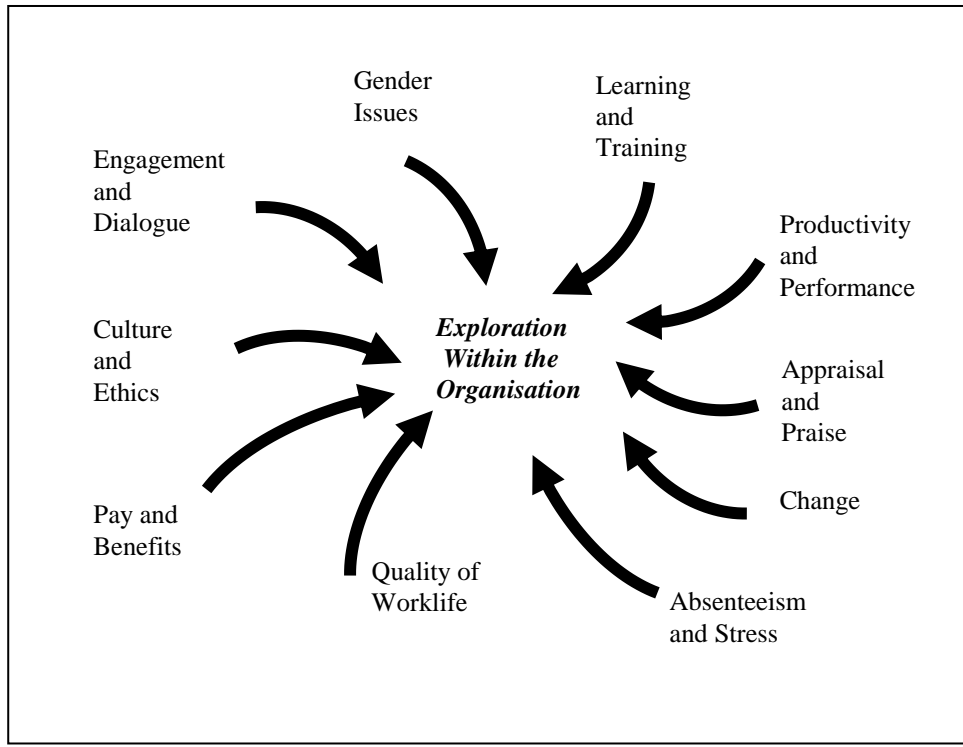 Gender
Issues
Learning
and
Training
Engagement
and
Dialogue
Productivity
and
Performance
Culture
and
Ethics
Exploration
Within the
Organisation
Appraisal
and
Praise
Pay and
Benefits
Change
Quality of
Worklife
Absenteeism
and Stress